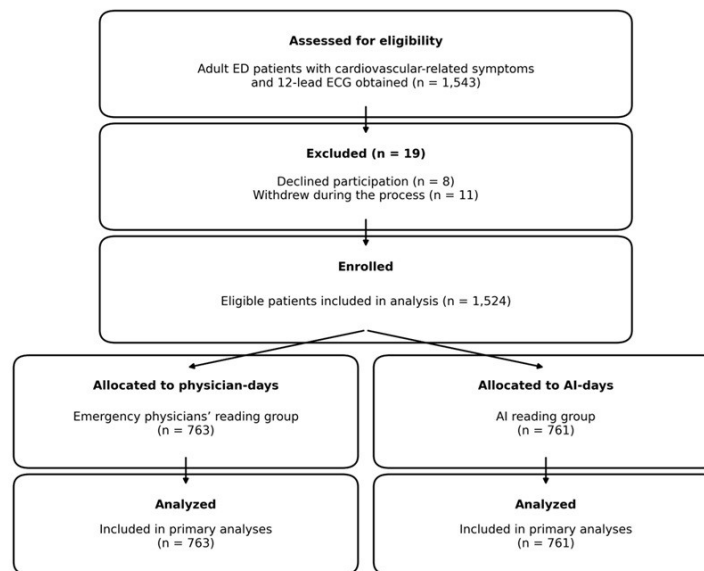 Assessed for eligibility
Adult ED patients with cardiovascular-related symptoms
and 12-lead ECG obtained (n = 1,543)
Excluded (n = 19)
Declined participation (n = 8)
Withdrew during the process (n = 11)
Enrolled
Eligible patients included in analysis (n = 1,524)
Allocated to physician-days
Emergency physicians’ reading group
(n = 763)
Allocated to AI-days
AI reading group
(n = 761)
Analyzed
Included in primary analyses
(n = 763)
Analyzed
Included in primary analyses
(n = 761)